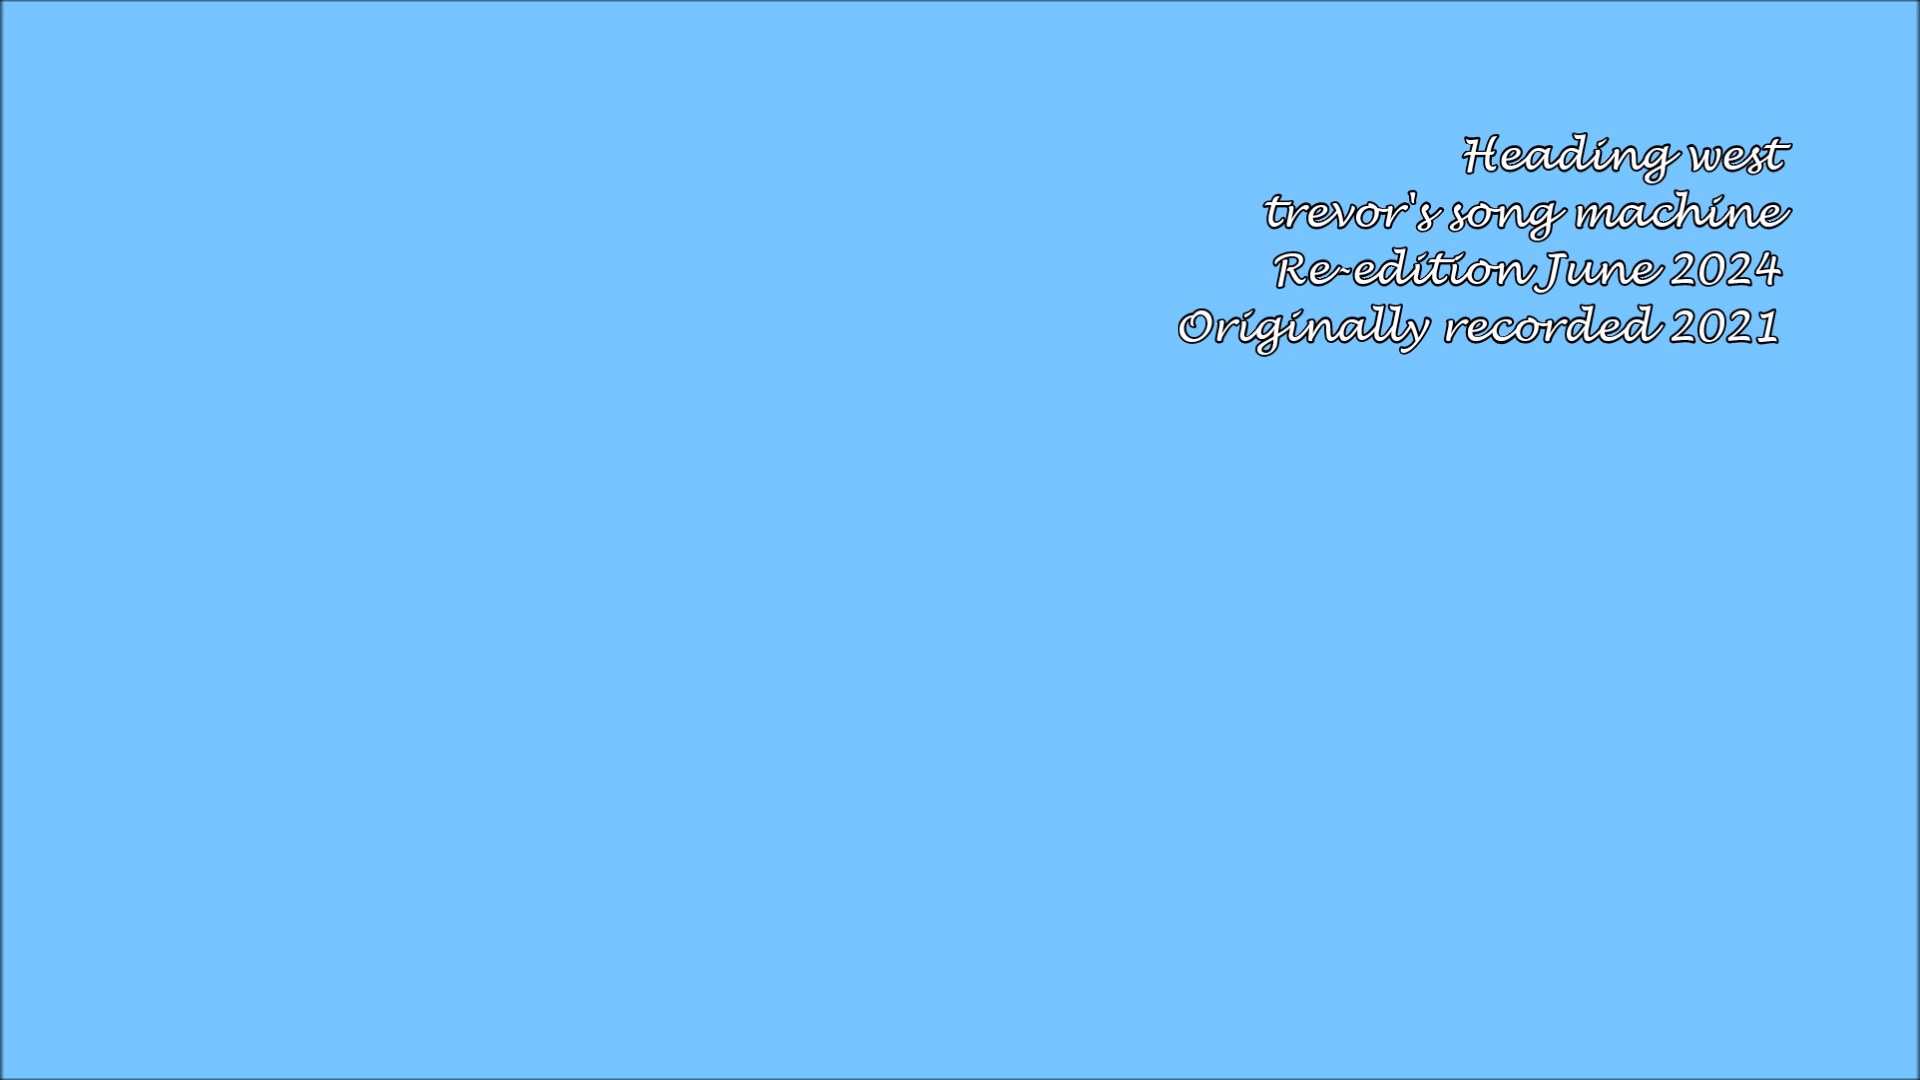 Heading west
trevor's song machine
Re-edition June 2024
Originally recorded 2021